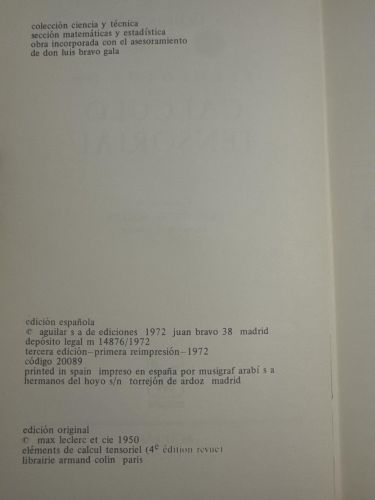 colección ciencia y técnica
sección matemáticas y estadística
obra incorporada con el asesoramiento
de don luis bravo gala
CALCULO
TENSORIAL
edición española
© aguilar s a de ediciones 1972 juan bravo 38 madrid
depósito legal m 14876/1972
tercera edición–primera reimpresión–1972
código 20089
printed in spain impreso en españa por musigraf arabí s a
hermanos del hoyo s/n torrejón de ardoz madrid
edición original
© max leclerc et cie 1950
eléments de calcul tensoriel (4e édition revue)
librairie armand colin paris